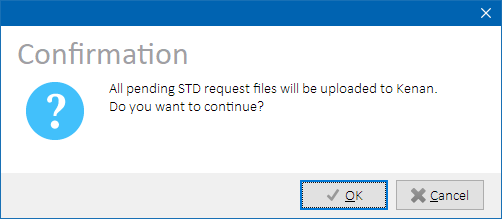 Confirmation
All pending STD request files will be uploaded to Kenan.
Do you want to continue?
OK
Cancel